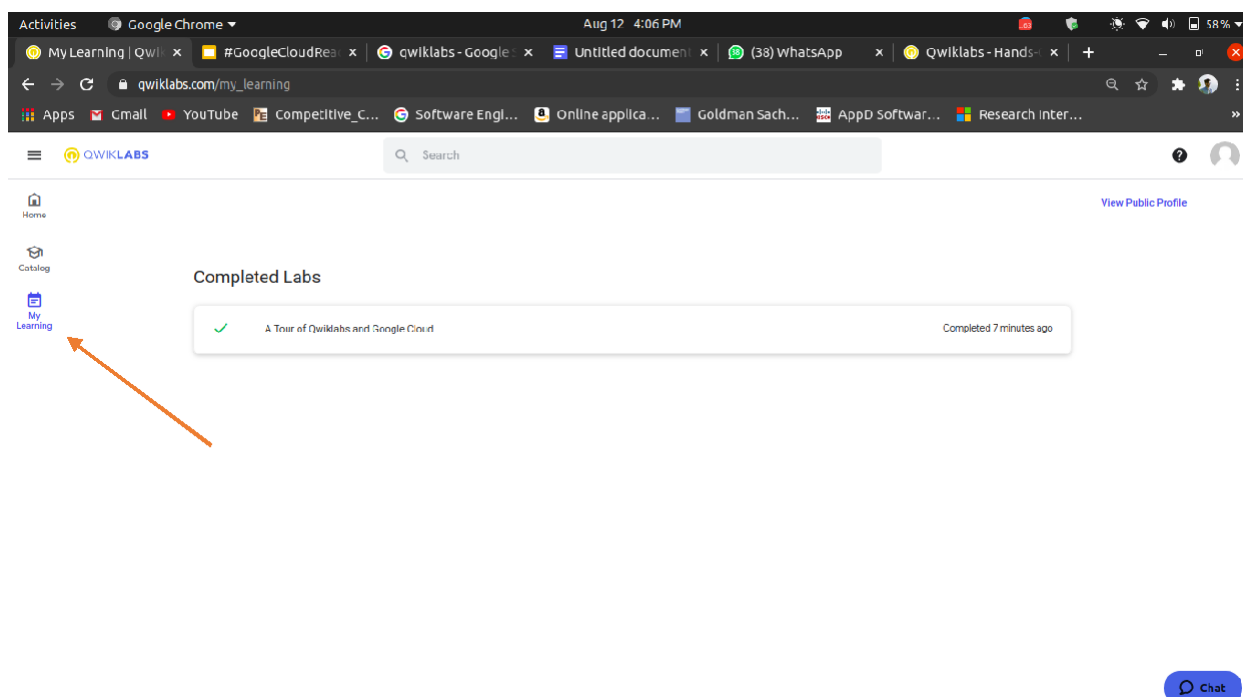 Activities Google Chrome Aug 12 4:06 PM 58 %
My Learning | Qwik #GoogleCloudRea qwiklabs - Google S Untitled document (38) WhatsApp Qwiklabs - Hands-
qwiklabs.com/my_learning
Apps Gmail YouTube Competitive_C... Software Engi... Online applica... Goldman Sach... AppD Softwar... Research Inter... »
QWIKLABS Search
Home
View Public Profile
Catalog
My
Learning
Completed Labs
A Tour of Qwiklabs and Google Cloud Completed 7 minutes ago
Chat